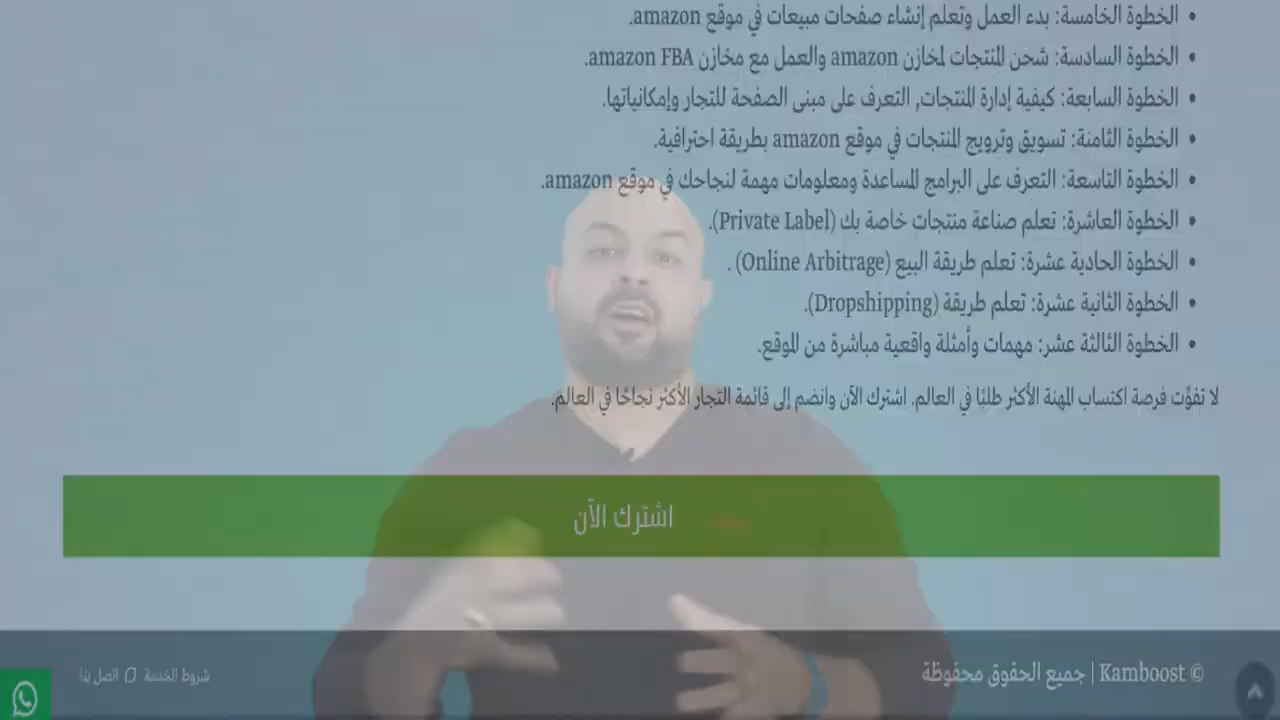 • الخطوة الخامسة: بدء العمل وتعلم إنشاء صفحات مبيعات في موقع amazon.
• الخطوة السادسة: شحن المنتجات لمخازن amazon والعمل مع مخازن amazon FBA.
• الخطوة السابعة: كيفية إدارة المنتجات, التعرف على مبنى الصفحة للتجار وإمكانياتها.
• الخطوة الثامنة: تسويق وترويج المنتجات في موقع amazon بطريقة احترافية.
• الخطوة التاسعة: التعرف على البرامج المساعدة ومعلومات مهمة لنجاحك في موقع amazon.
• الخطوة العاشرة: تعلم صناعة منتجات خاصة بك (Private Label).
• الخطوة الحادية عشرة: تعلم طريقة البيع (Online Arbitrage) .
• الخطوة الثانية عشرة: تعلم طريقة (Dropshipping).
• الخطوة الثالثة عشر: مهمات وأمثلة واقعية مباشرة من الموقع.
لا تفوّت فرصة اكتساب المهنة الأكثر طلبًا في العالم. اشترك الآن وانضم إلى قائمة التجار الأكثر نجاحًا في العالم.
اشترك الآن
© Kamboost | جميع الحقوق محفوظة
شروط الخدمة اتصل بنا